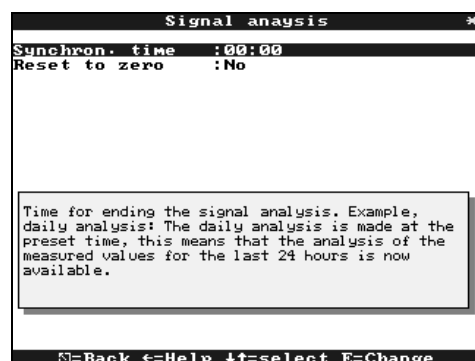 Signal anaysis *
Synchron. time :00:00
Reset to zero :No
Time for ending the signal analysis. Example,
daily analysis: The daily analysis is made at the
preset time, this means that the analysis of the
measured values for the last 24 hours is now
available.
=Back ←=Help ↓↑=select E=Change